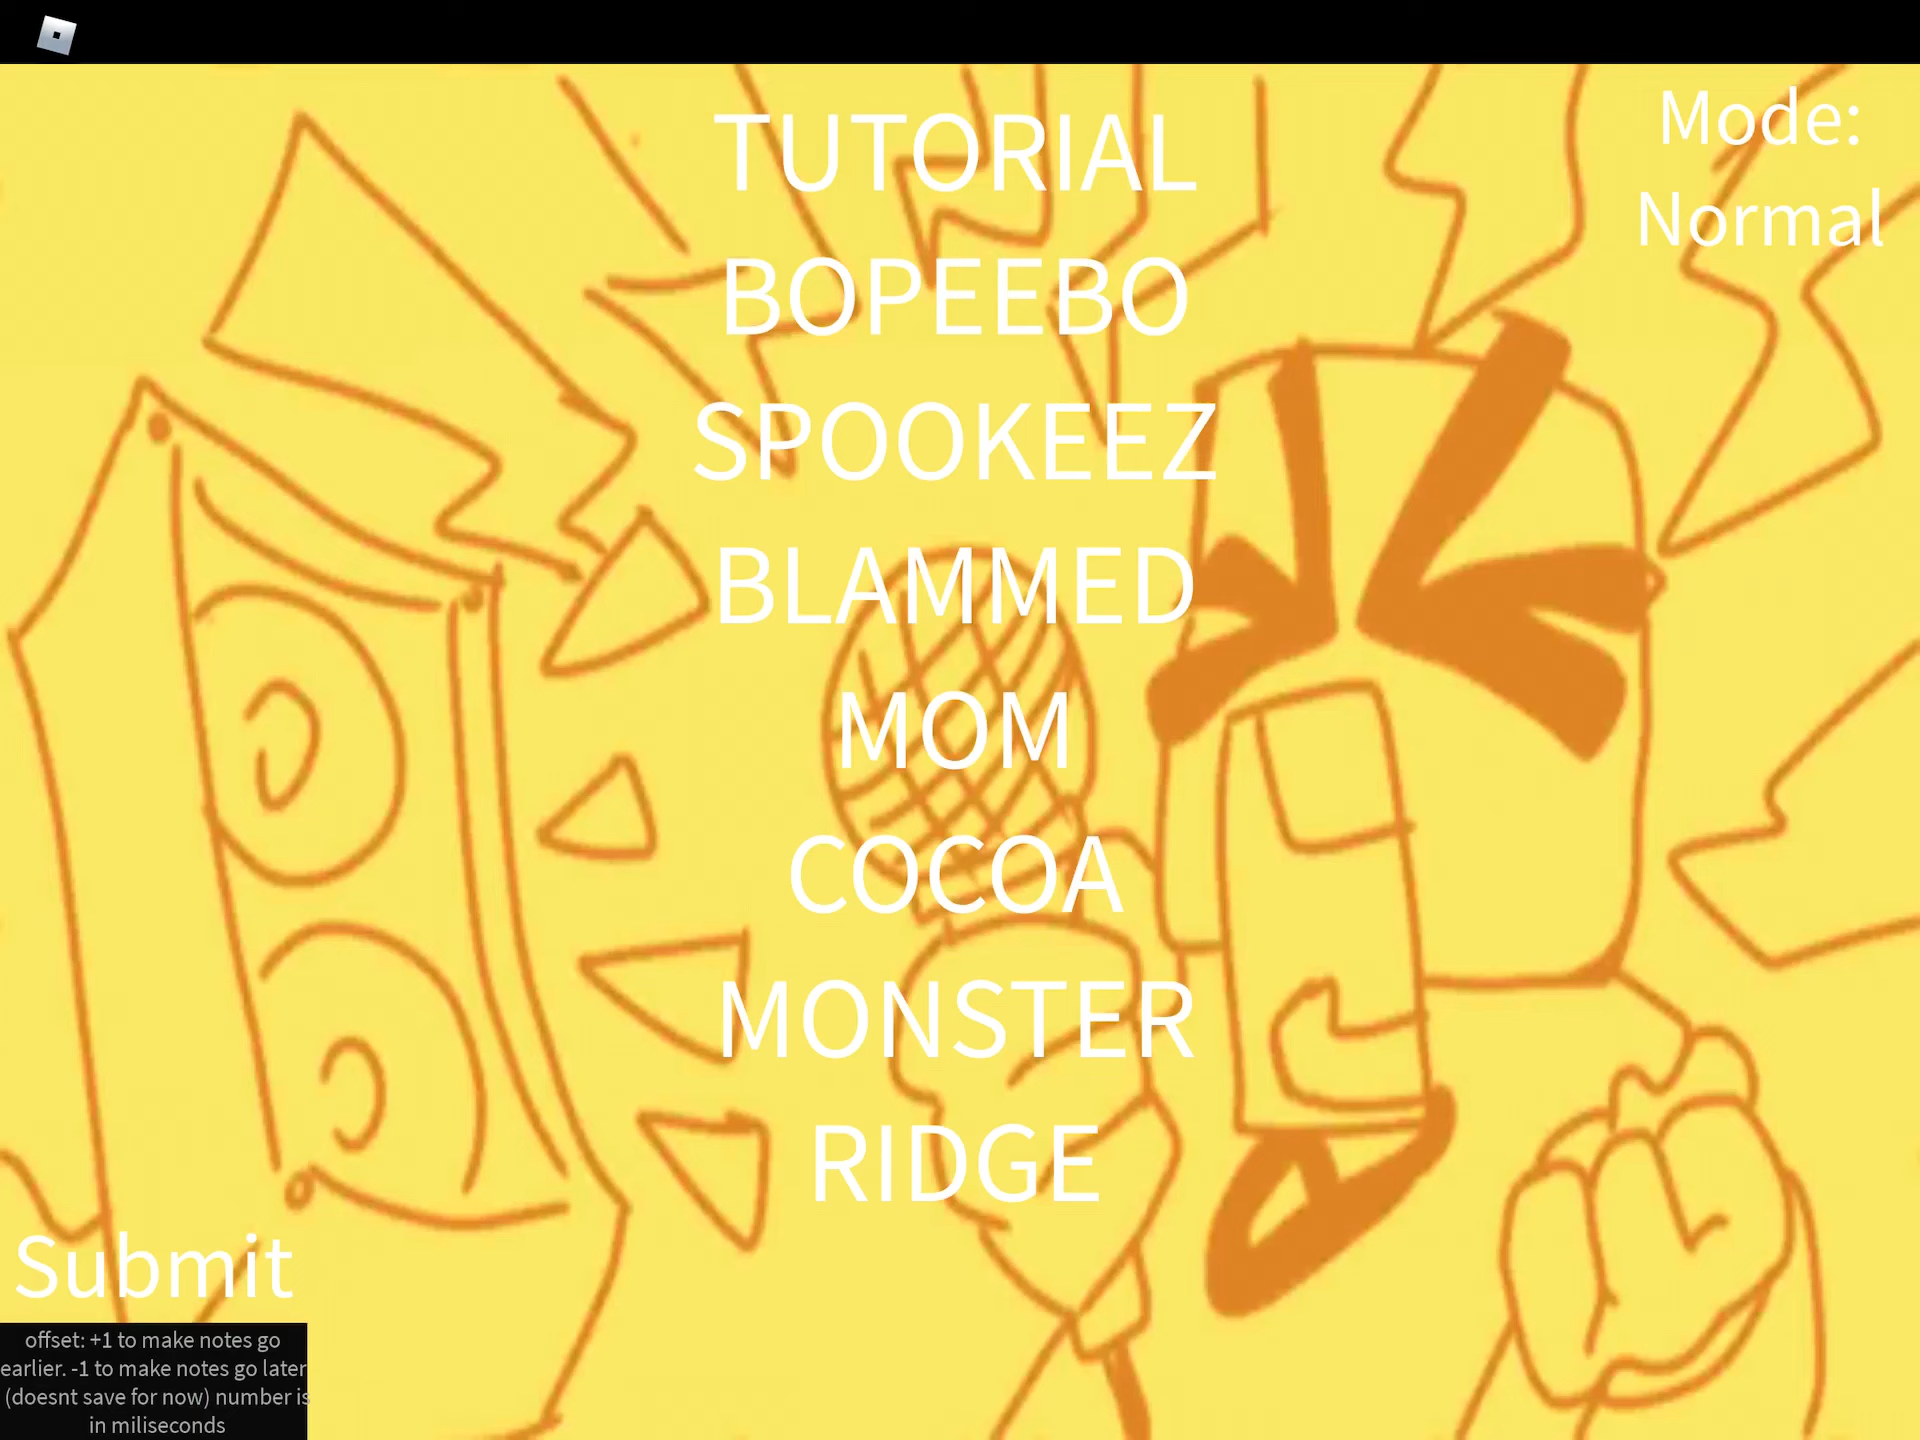 TUTORIAL
BOPEEBO
SPOOKEEZ
BLAMMED
MOM
COCOA
MONSTER
RIDGE
Mode:
Normal
Submit
offset: +1 to make notes go
earlier. -1 to make notes go later
(doesnt save for now) number is
in miliseconds